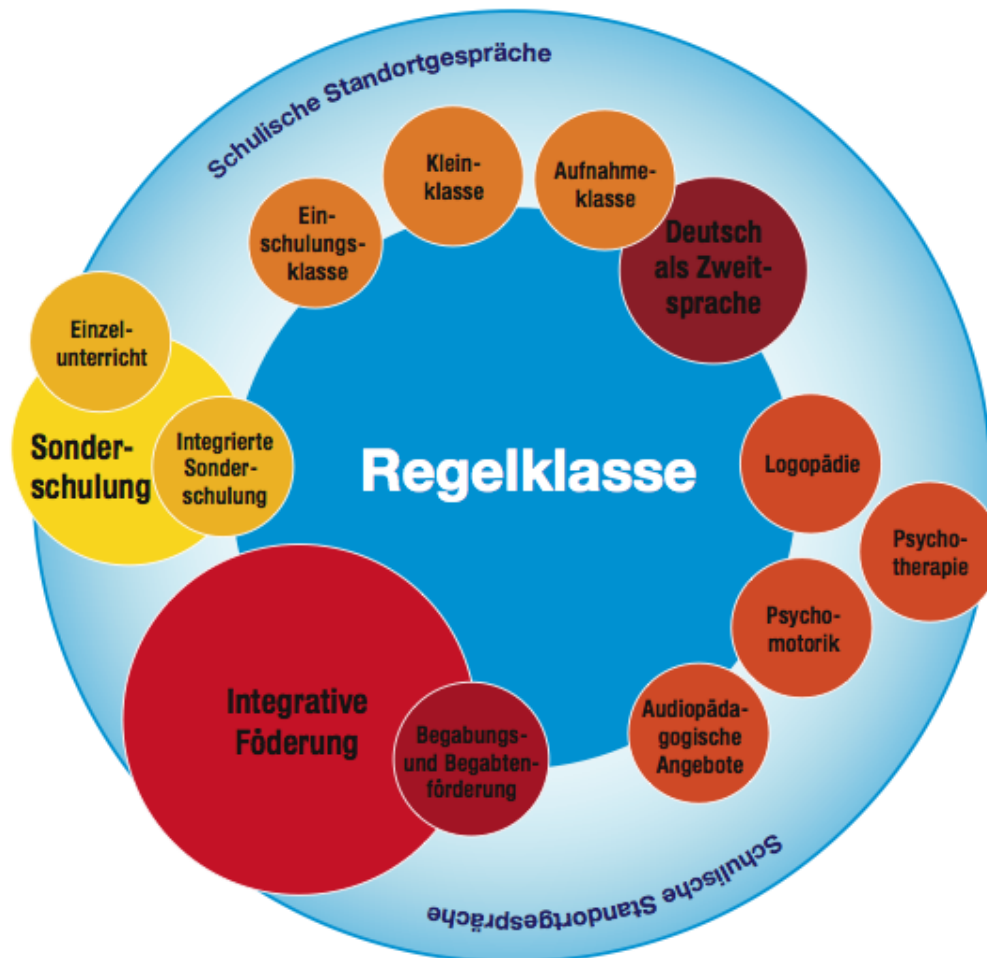 Schulische Standortgespräche
Klein-
klasse
Aufnahme-
klasse
Ein-
schulungs-
klasse
Deutsch
als Zweit-
sprache
Einzel-
unterricht
Sonder-
schulung
Integrierte
Sonder-
schulung
Regelklasse
Logopädie
Psycho-
therapie
Psycho-
motorik
Integrative
Föderung
Begabungs-
und Begabten-
förderung
Audiopäda-
gogische
Angebote
Schulische Standortgespräche